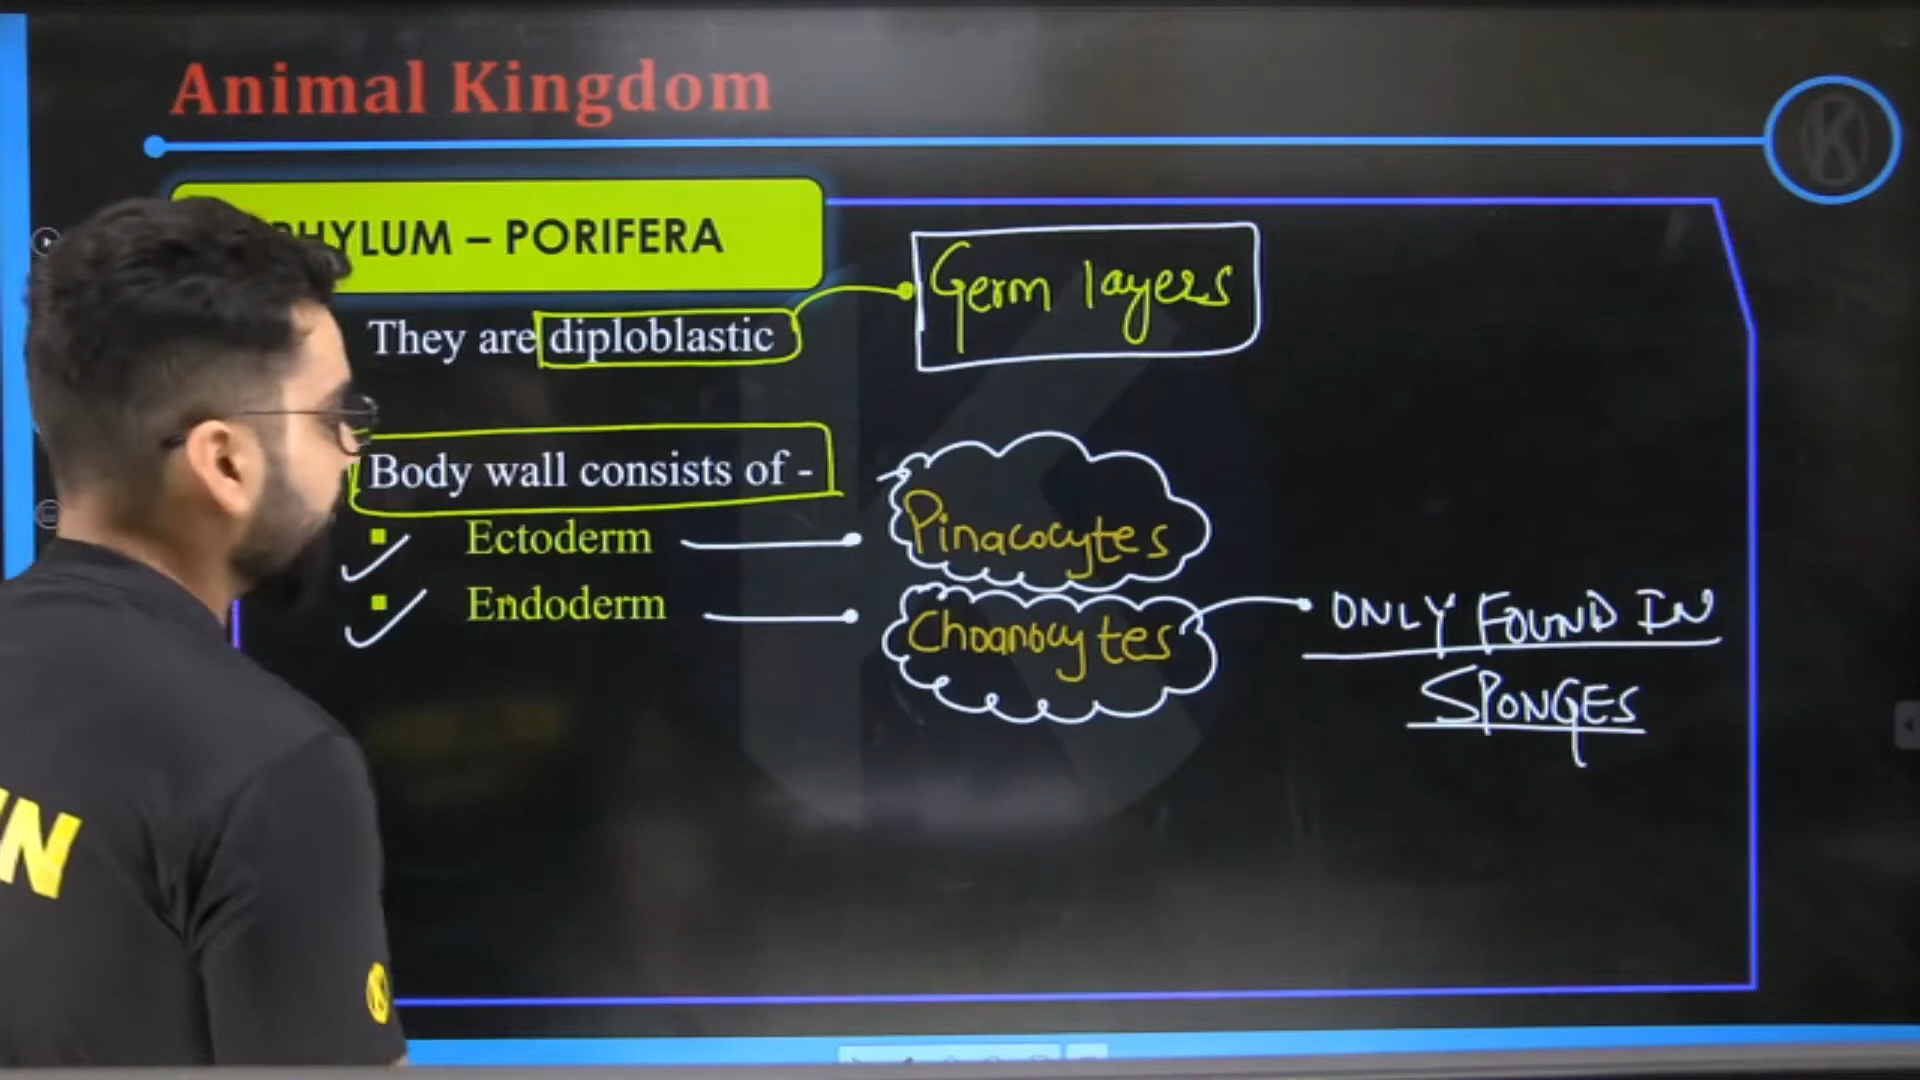 Animal Kingdom
PHYLUM – PORIFERA
Germ layers
They are diploblastic
Body wall consists of -
Pinacocytes
Ectoderm
Endoderm
Choanocytes
ONLY FOUND IN
SPONGES
N